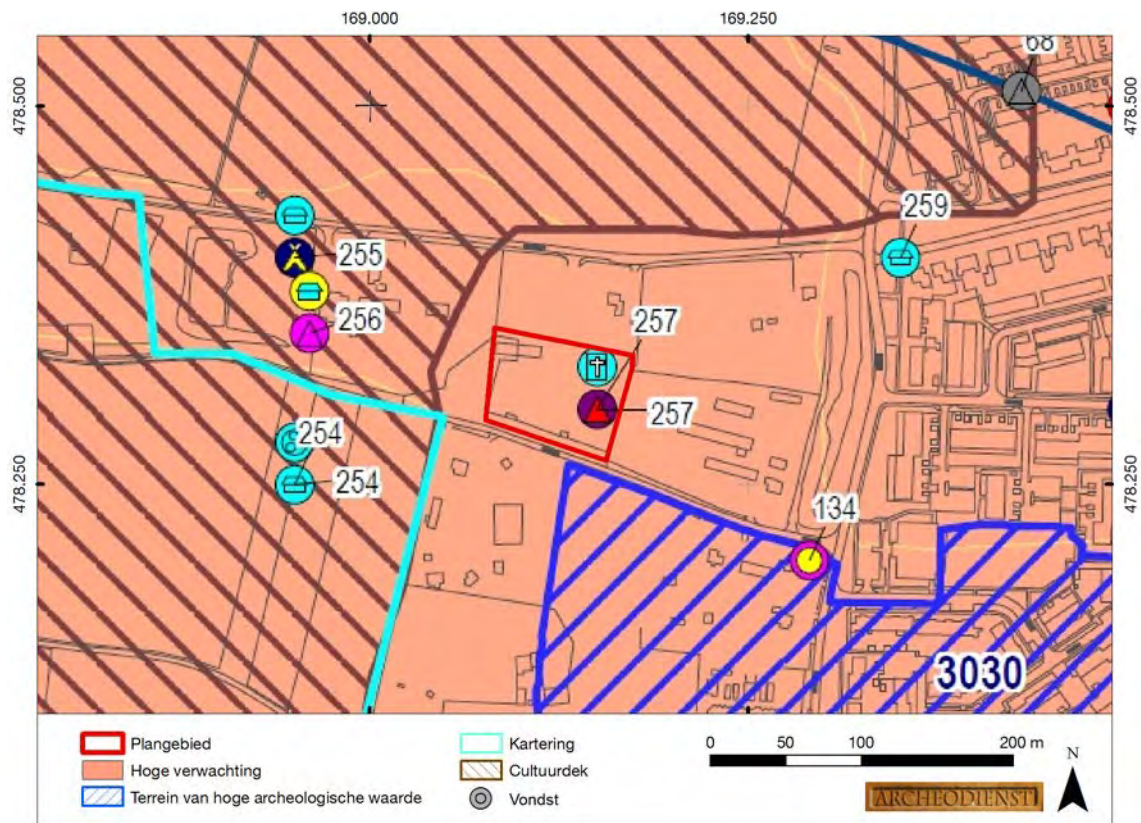 169.000
169.250
68
478.500
478.500
259
255
256
257
257
254
254
478.250
478.250
134
3030
Plangebied
Hoge verwachting
Terrein van hoge archeologische waarde
Kartering
Cultuurdek
Vondst
0 50 100 200 m
N
ARCHEODIENST